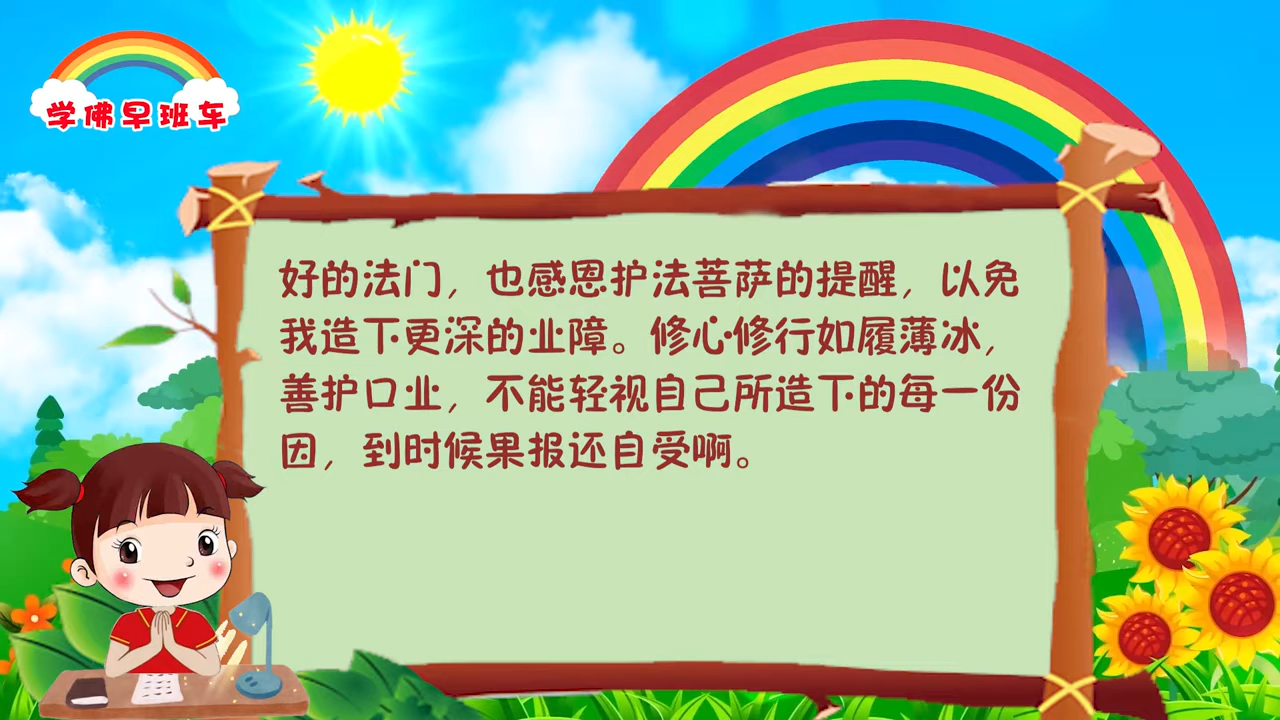 学佛早班车
好的法门，也感恩护法菩萨的提醒，以免
我造下更深的业障。修心修行如履薄冰，
善护口业，不能轻视自己所造下的每一份
因，到时候果报还自受啊。